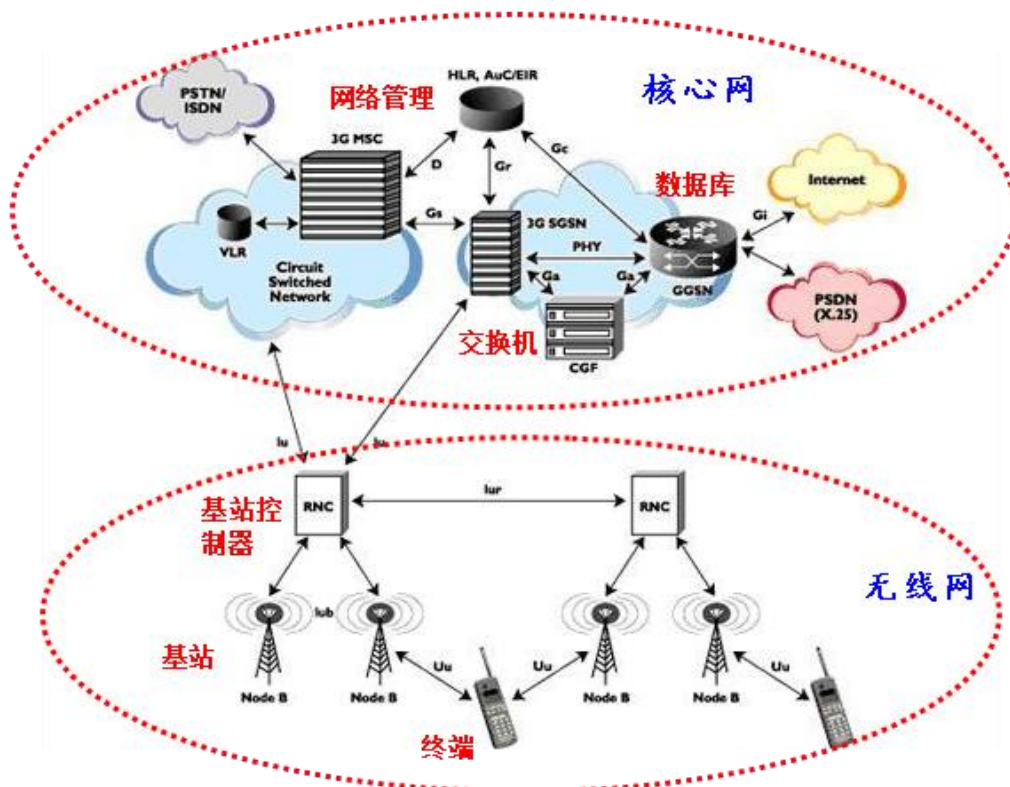 HLR, AuC/EIR
核心网
PSTN/
ISDN
网络管理
3G MSC
D
Gr
Gc
数据库
Internet
Gs
3G SGSN
Gi
VLR
PHY
Circuit
Switched
Network
Ga
Ga
GGSN
PSDN
(X.25)
交换机
CGF
Iu
Iu
RNC
Iur
RNC
基站控
制器
无线网
Iub
基站
Uu
Uu
Uu
Node B
Node B
Node B
Node B
终端